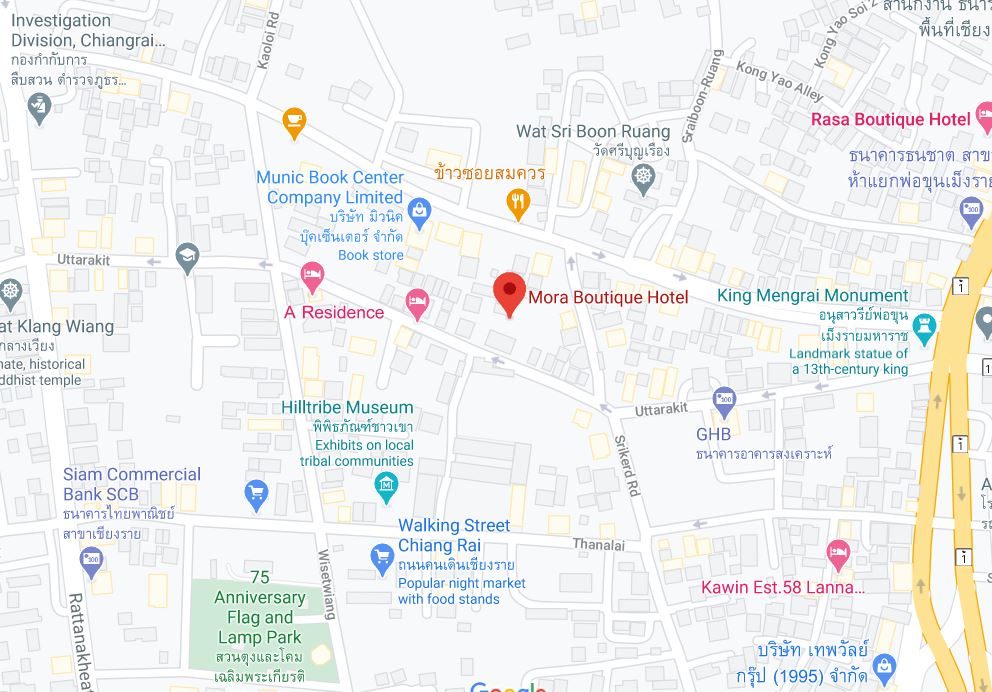 Investigation
Division, Chiangrai...
กองกำกับการ
สืบสวน ตำรวจภูธร...
Kaoloi Rd
Kong Yao Soi 2
สำนักงาน ธนาร
พื้นที่เชียง
Kong Yao Alley
Sraiboon-Ruang
Rasa Boutique Hotel
Wat Sri Boon Ruang
วัดศรีบุญเรือง
ธนาคารธนชาต สาขา
ห้าแยกพ่อขุนเม็งราย
ข้าวซอยสมควร
Munic Book Center
Company Limited
บริษัท มิวนิค
บุ๊คเซ็นเตอร์ จำกัด
Book store
Uttarakit
A Residence
Mora Boutique Hotel
King Mengrai Monument
อนุสาวรีย์พ่อขุน
เม็งรายมหาราช
Landmark statue of
a 13th-century king
1
at Klang Wiang
กลางเวียง
nate, historical
ddhist temple
Uttarakit
GHB
ธนาคารอาคารสงเคราะห์
Hilltribe Museum
พิพิธภัณฑ์ชาวเขา
Exhibits on local
tribal communities
Srikerd Rd
1
Siam Commercial
Bank SCB
ธนาคารไทยพาณิชย์
สาขาเชียงราย
Walking Street
Chiang Rai
ถนนคนเดินเชียงราย
Popular night market
with food stands
Thanalai
1
Wisetwiang
Kawin Est.58 Lanna...
75
Anniversary
Flag and
Lamp Park
สวนตุงและโคม
เฉลิมพระเกียรติ
Rattanakhea
บริษัท เทพวัลย์
กรุ๊ป (1995) จำกัด
Google